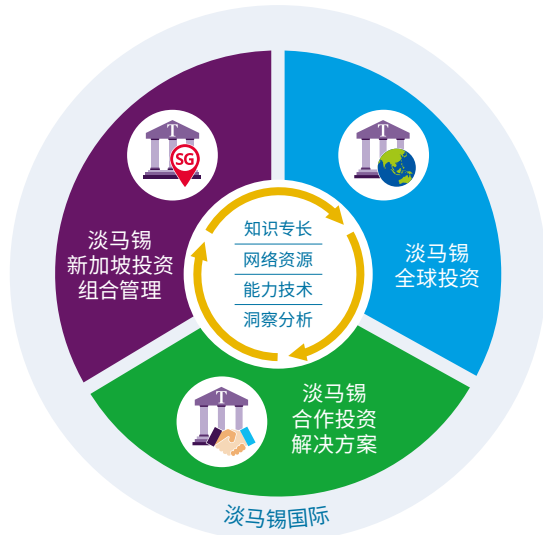 T
SG
淡马锡
新加坡投资
组合管理
T
淡马锡
全球投资
知识专长
网络资源
能力技术
洞察分析
T
淡马锡
合作投资
解决方案
淡马锡国际